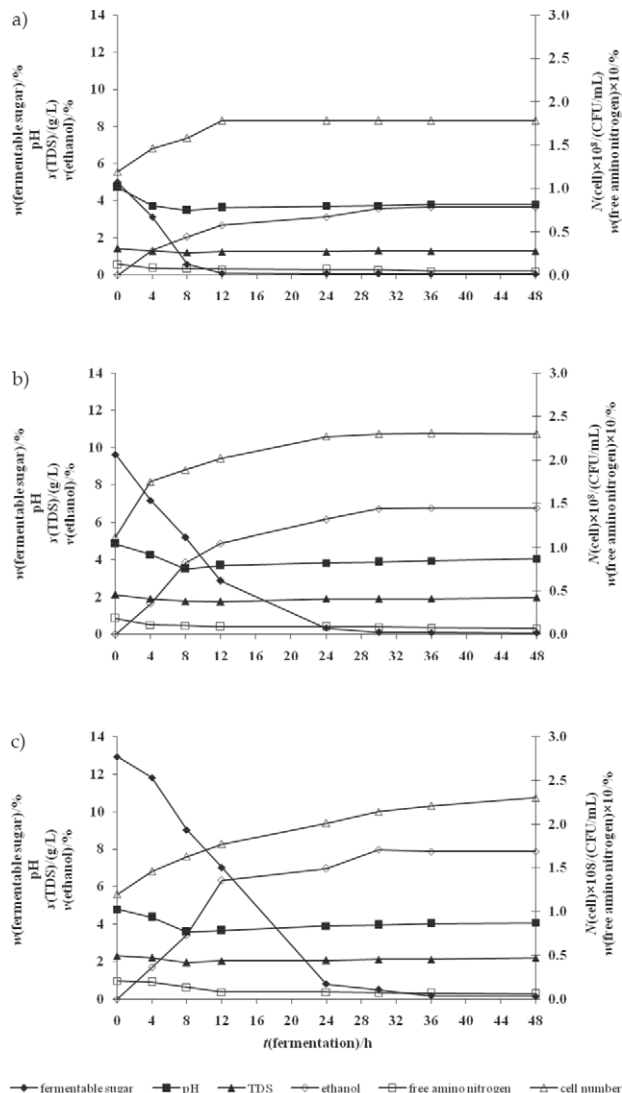 a)
w(fermentable sugar)/%
pH
s(TDS)/(g/L)
v(ethanol)/%
14
12
10
8
6
4
2
0
3.0
2.5
2.0
1.5
1.0
0.5
0.0
N(cell)×10⁸/(CFU/mL)
w(free amino nitrogen)×10/%
0 4 8 12 16 20 24 28 32 36 40 44 48
b)
w(fermentable sugar)/%
pH
s(TDS)/(g/L)
v(ethanol)/%
14
12
10
8
6
4
2
0
3.0
2.5
2.0
1.5
1.0
0.5
0.0
N(cell)×10⁸/(CFU/mL)
w(free amino nitrogen)×10/%
0 4 8 12 16 20 24 28 32 36 40 44 48
c)
w(fermentable sugar)/%
pH
s(TDS)/(g/L)
v(ethanol)/%
14
12
10
8
6
4
2
0
3.0
2.5
2.0
1.5
1.0
0.5
0.0
N(cell)×108/(CFU/mL)
w(free amino nitrogen)×10/%
0 4 8 12 16 20 24 28 32 36 40 44 48
t(fermentation)/h
fermentable sugar pH TDS ethanol free amino nitrogen cell number